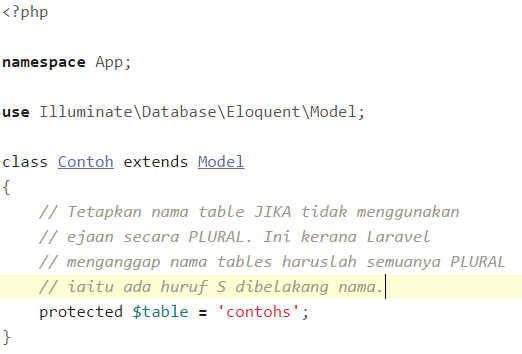 <?php
namespace App;
use Illuminate\Database\Eloquent\Model;
class Contoh extends Model
{
// Tetapkan nama table JIKA tidak menggunakan
// ejaan secara PLURAL. Ini kerana Laravel
// menganggap nama tables haruslah semuanya PLURAL
// iaitu ada huruf S dibelakang nama.
protected $table = 'contohs';
}